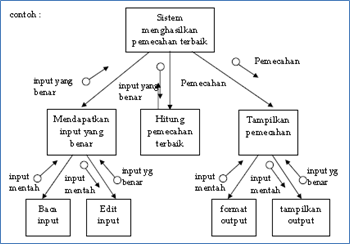 contoh :
Sistem
menghasilkan
pemecahan terbaik
input yang
benar
input yang
benar
Pemecahan
Pemecahan
Mendapatkan
input yang
benar
Hitung
pemecahan
terbaik
Tampilkan
pemecahan
input
mentah
input
mentah
input yg
benar
input
mentah
input
mentah
input yg
benar
Baca
input
Edit
input
format
output
tampilkan
output